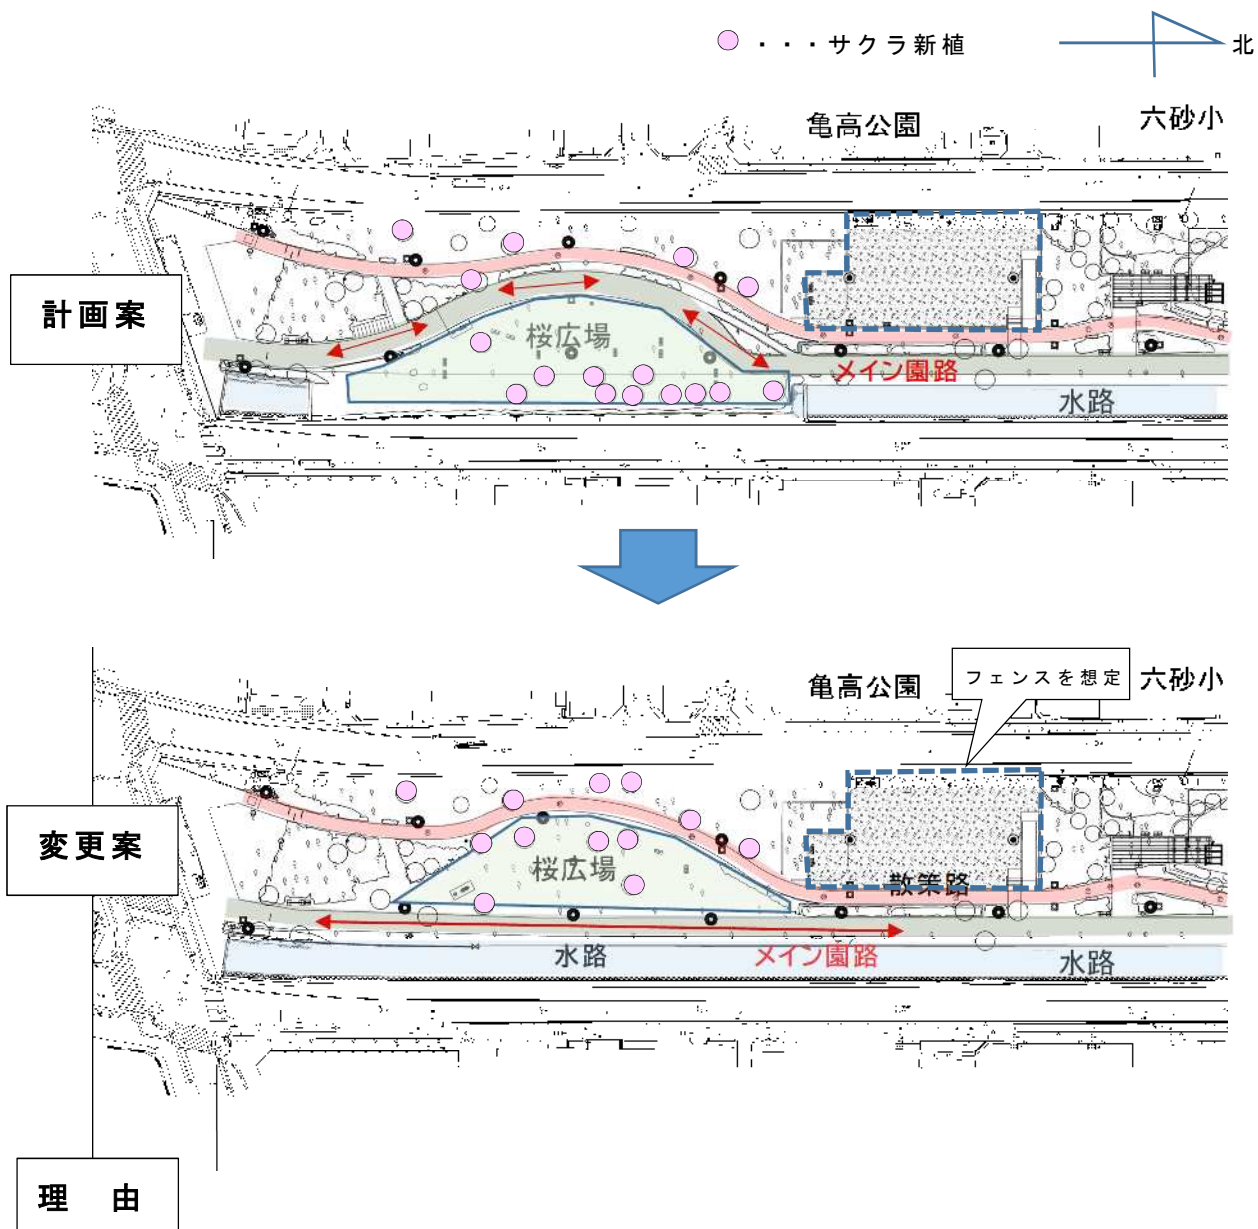 ・・・サクラ新植
北
亀高公園
六砂小
計画案
桜広場
メイン園路
水路
フェンスを想定
亀高公園
六砂小
変更案
桜広場
散策路
水路
メイン園路
水路
理 由